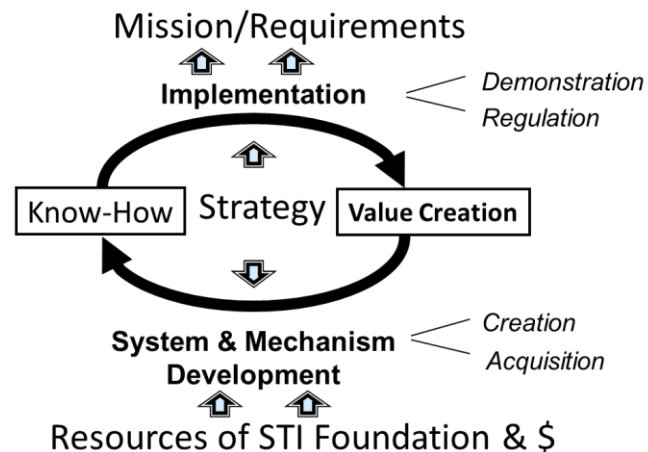 Mission/Requirements
Implementation
Demonstration
Regulation
Know-How
Strategy
Value Creation
System & Mechanism
Development
Creation
Acquisition
Resources of STI Foundation & $